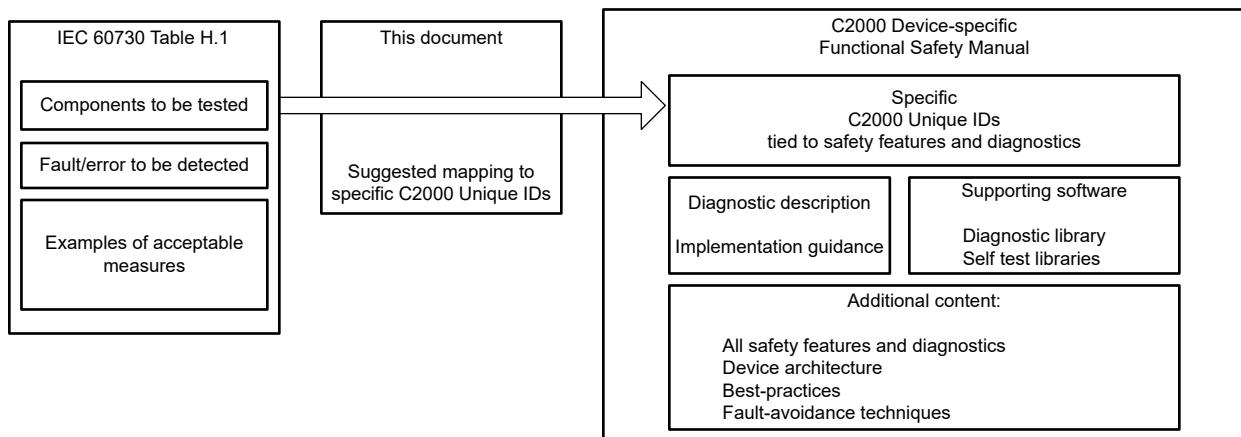 IEC 60730 Table H.1
Components to be tested
Fault/error to be detected
Examples of acceptable
measures
This document
Suggested mapping to
specific C2000 Unique IDs
C2000 Device-specific
Functional Safety Manual
Specific
C2000 Unique IDs
tied to safety features and diagnostics
Diagnostic description
Implementation guidance
Supporting software
Diagnostic library
Self test libraries
Additional content:
All safety features and diagnostics
Device architecture
Best-practices
Fault-avoidance techniques